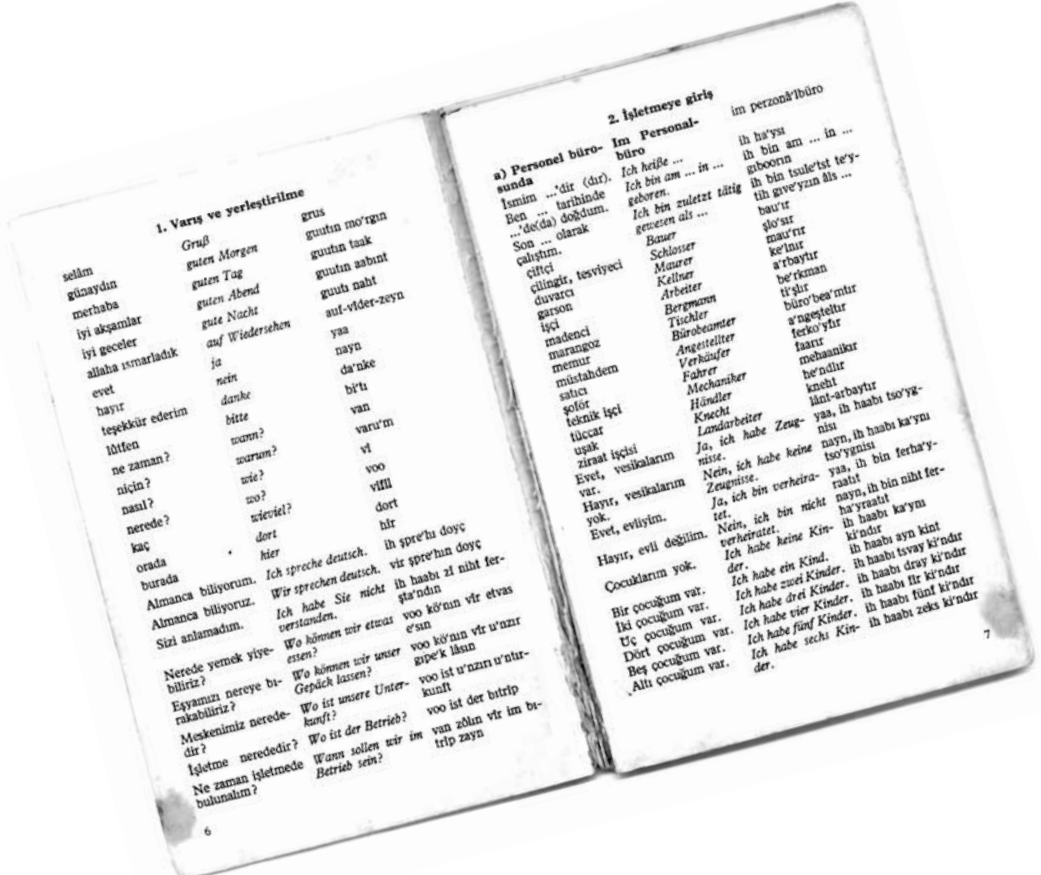 1. Varış ve yerleştirilme
selâm Gruß grus
günaydın guten Morgen guutın mo'rgın
merhaba guten Tag guutın taak
iyi akşamlar guten Abend guutın aabınt
iyi geceler gute Nacht guutı naht
allaha ısmarladık auf Wiedersehen auf-vîder-zeyn
evet ja yaa
hayır nein nayn
teşekkür ederim danke da'nke
lûtfen bitte bi'tı
ne zaman? wann? van
niçin? warum? varu'm
nasıl? wie? vî
nerede? wo? voo
kaç wieviel? vîfîl
orada dort dort
burada hier hîr
Almanca biliyorum. Ich spreche deutsch. ih şpre'hı doyç
Almanca biliyoruz. Wir sprechen deutsch. vîr şpre'hın doyç
Sizi anlamadım. Ich habe Sie nicht ih haabı zî niht fer-
verstanden. şta'ndın
Nerede yemek yiye- Wo können wir etwas voo kö'nın vîr etvas
biliriz? essen? e'sın
Eşyamızı nereye bı- Wo können wir unser voo kö'nın vîr u'nzır
rakabiliriz? Gepäck lassen? gıpe'k lâsın
Meskenimiz nerede- Wo ist unsere Unter- voo ist u'nzırı u'ntır-
dir? kunft? kunft
İşletme nerededir? Wo ist der Betrieb? voo ist der bıtrîp
Ne zaman işletmede Wann sollen wir im van zôlın vîr im bı-
bulunalım? Betrieb sein? trîp zayn
6
2. İşletmeye giriş
a) Personel büro- Im Personal- im perzonâ'lbüro
sunda büro
İsmim ...'dir (dır). Ich heiße ... ih ha'ysı
Ben ... tarihinde Ich bin am ... in ... ih bin am ... in ...
...'de(da) doğdum. geboren. gıboorın
Son ... olarak Ich bin zuletzt tätig ih bin tsule'tst te'y-
çalıştım. gewesen als ... tih gıve'yzın âls ...
çiftçi Bauer bau'ır
çilingir, tesviyeci Schlosser şlo'sır
duvarcı Maurer mau'rır
garson Kellner ke'lnır
işçi Arbeiter a'rbaytır
madenci Bergmann be'rkman
marangoz Tischler ti'şlır
memur Bürobeamter büro'bea'mtır
müstahdem Angestellter a'ngeşteltır
satıcı Verkäufer ferko'yfır
şoför Fahrer faarır
teknik işçi Mechaniker mehaanikır
tüccar Händler he'ndlır
uşak Knecht kneht
ziraat işçisi Landarbeiter lânt-arbaytır
Evet, vesikalarım Ja, ich habe Zeug- yaa, ih haabı tso'yg-
var. nisse. nisı
Hayır, vesikalarım Nein, ich habe keine nayn, ih haabı ka'ynı
yok. Zeugnisse. tso'ygnisı
Evet, evliyim. Ja, ich bin verheira- yaa, ih bin ferha'y-
tet. raatıt
Hayır, evli değilim. Nein, ich bin nicht nayn, ih bin niht fer-
verheiratet. ha'yraatıt
Çocuklarım yok. Ich habe keine Kin- ih haabı ka'ynı
der. ki'ndır
Bir çocuğum var. Ich habe ein Kind. ih haabı ayn kint
İki çocuğum var. Ich habe zwei Kinder. ih haabı tsvay ki'ndır
Üç çocuğum var. Ich habe drei Kinder. ih haabı dray ki'ndır
Dört çocuğum var. Ich habe vier Kinder. ih haabı fîr ki'ndır
Beş çocuğum var. Ich habe fünf Kinder. ih haabı fünf ki'ndır
Altı çocuğum var. Ich habe sechs Kin- ih haabı zeks ki'ndır
der.
7